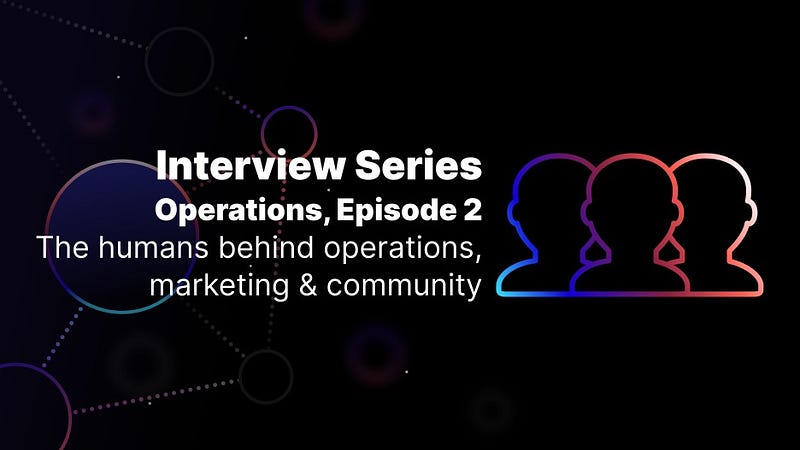 Interview Series
Operations, Episode 2
The humans behind operations,
marketing & community